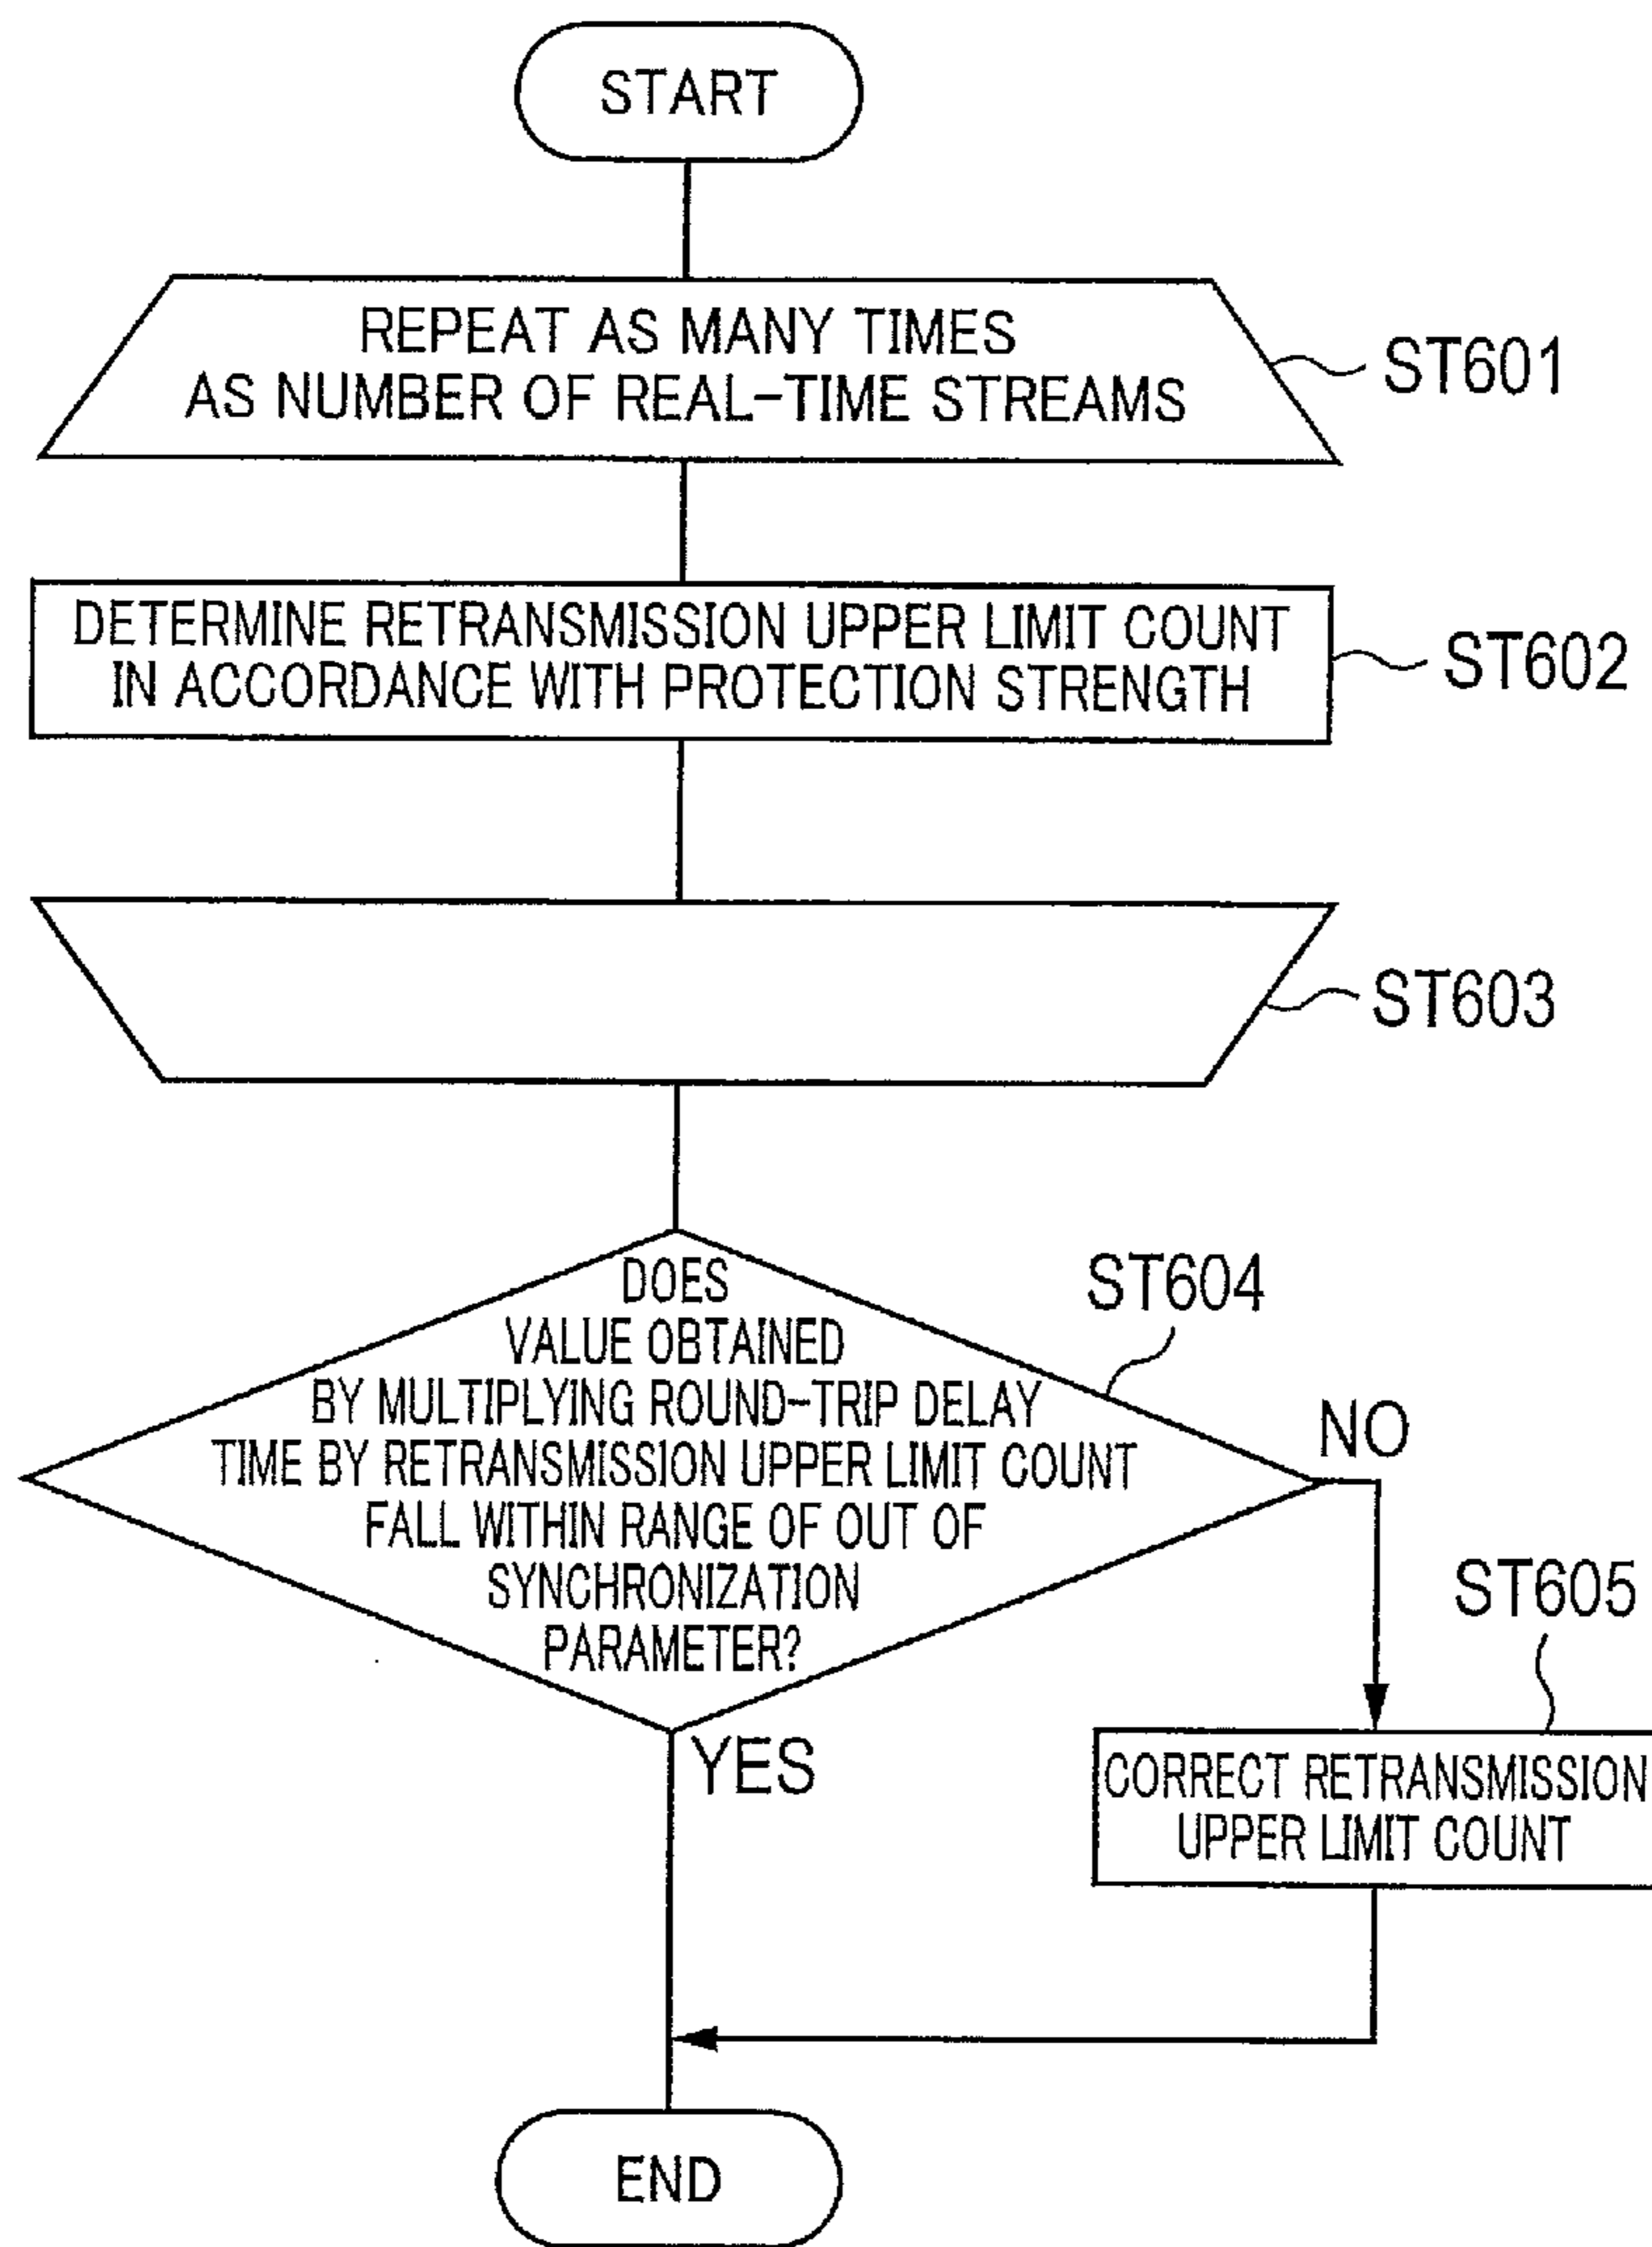 START
REPEAT AS MANY TIMES
AS NUMBER OF REAL-TIME STREAMS
ST601
DETERMINE RETRANSMISSION UPPER LIMIT COUNT
IN ACCORDANCE WITH PROTECTION STRENGTH
ST602
ST603
DOES
VALUE OBTAINED
BY MULTIPLYING ROUND-TRIP DELAY
TIME BY RETRANSMISSION UPPER LIMIT COUNT
FALL WITHIN RANGE OF OUT OF
SYNCHRONIZATION
PARAMETER?
ST604
NO
YES
ST605
CORRECT RETRANSMISSION
UPPER LIMIT COUNT
END